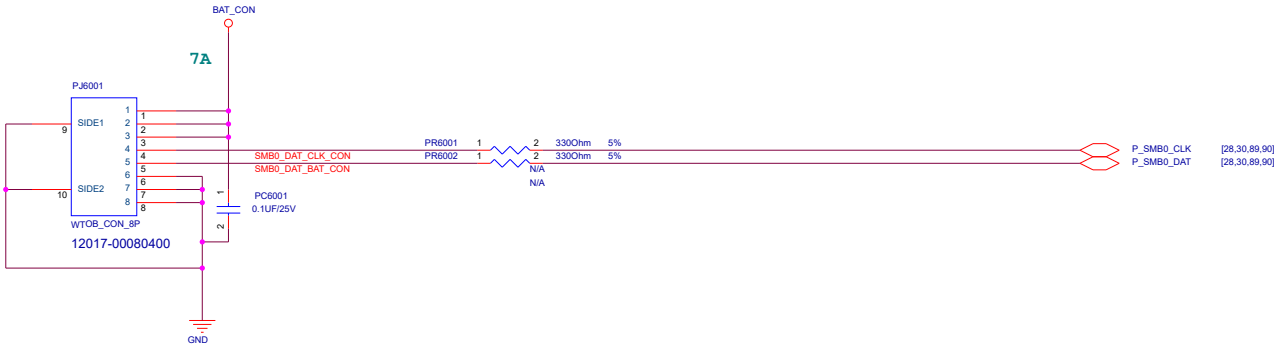 BAT_CON
7A
PJ6001
1
1
SIDE1
2
9
2
3
3
PR6001 1 2 330Ohm 5%
4
P_SMB0_CLK [28,30,89,90]
4
SMB0_DAT_CLK_CON
PR6002 1 2 330Ohm 5%
5
P_SMB0_DAT [28,30,89,90]
5
SMB0_DAT_BAT_CON
N/A
6
6
N/A
SIDE2
7
10
7
8
8
1
PC6001
0.1UF/25V
2
WTOB_CON_8P
12017-00080400
GND